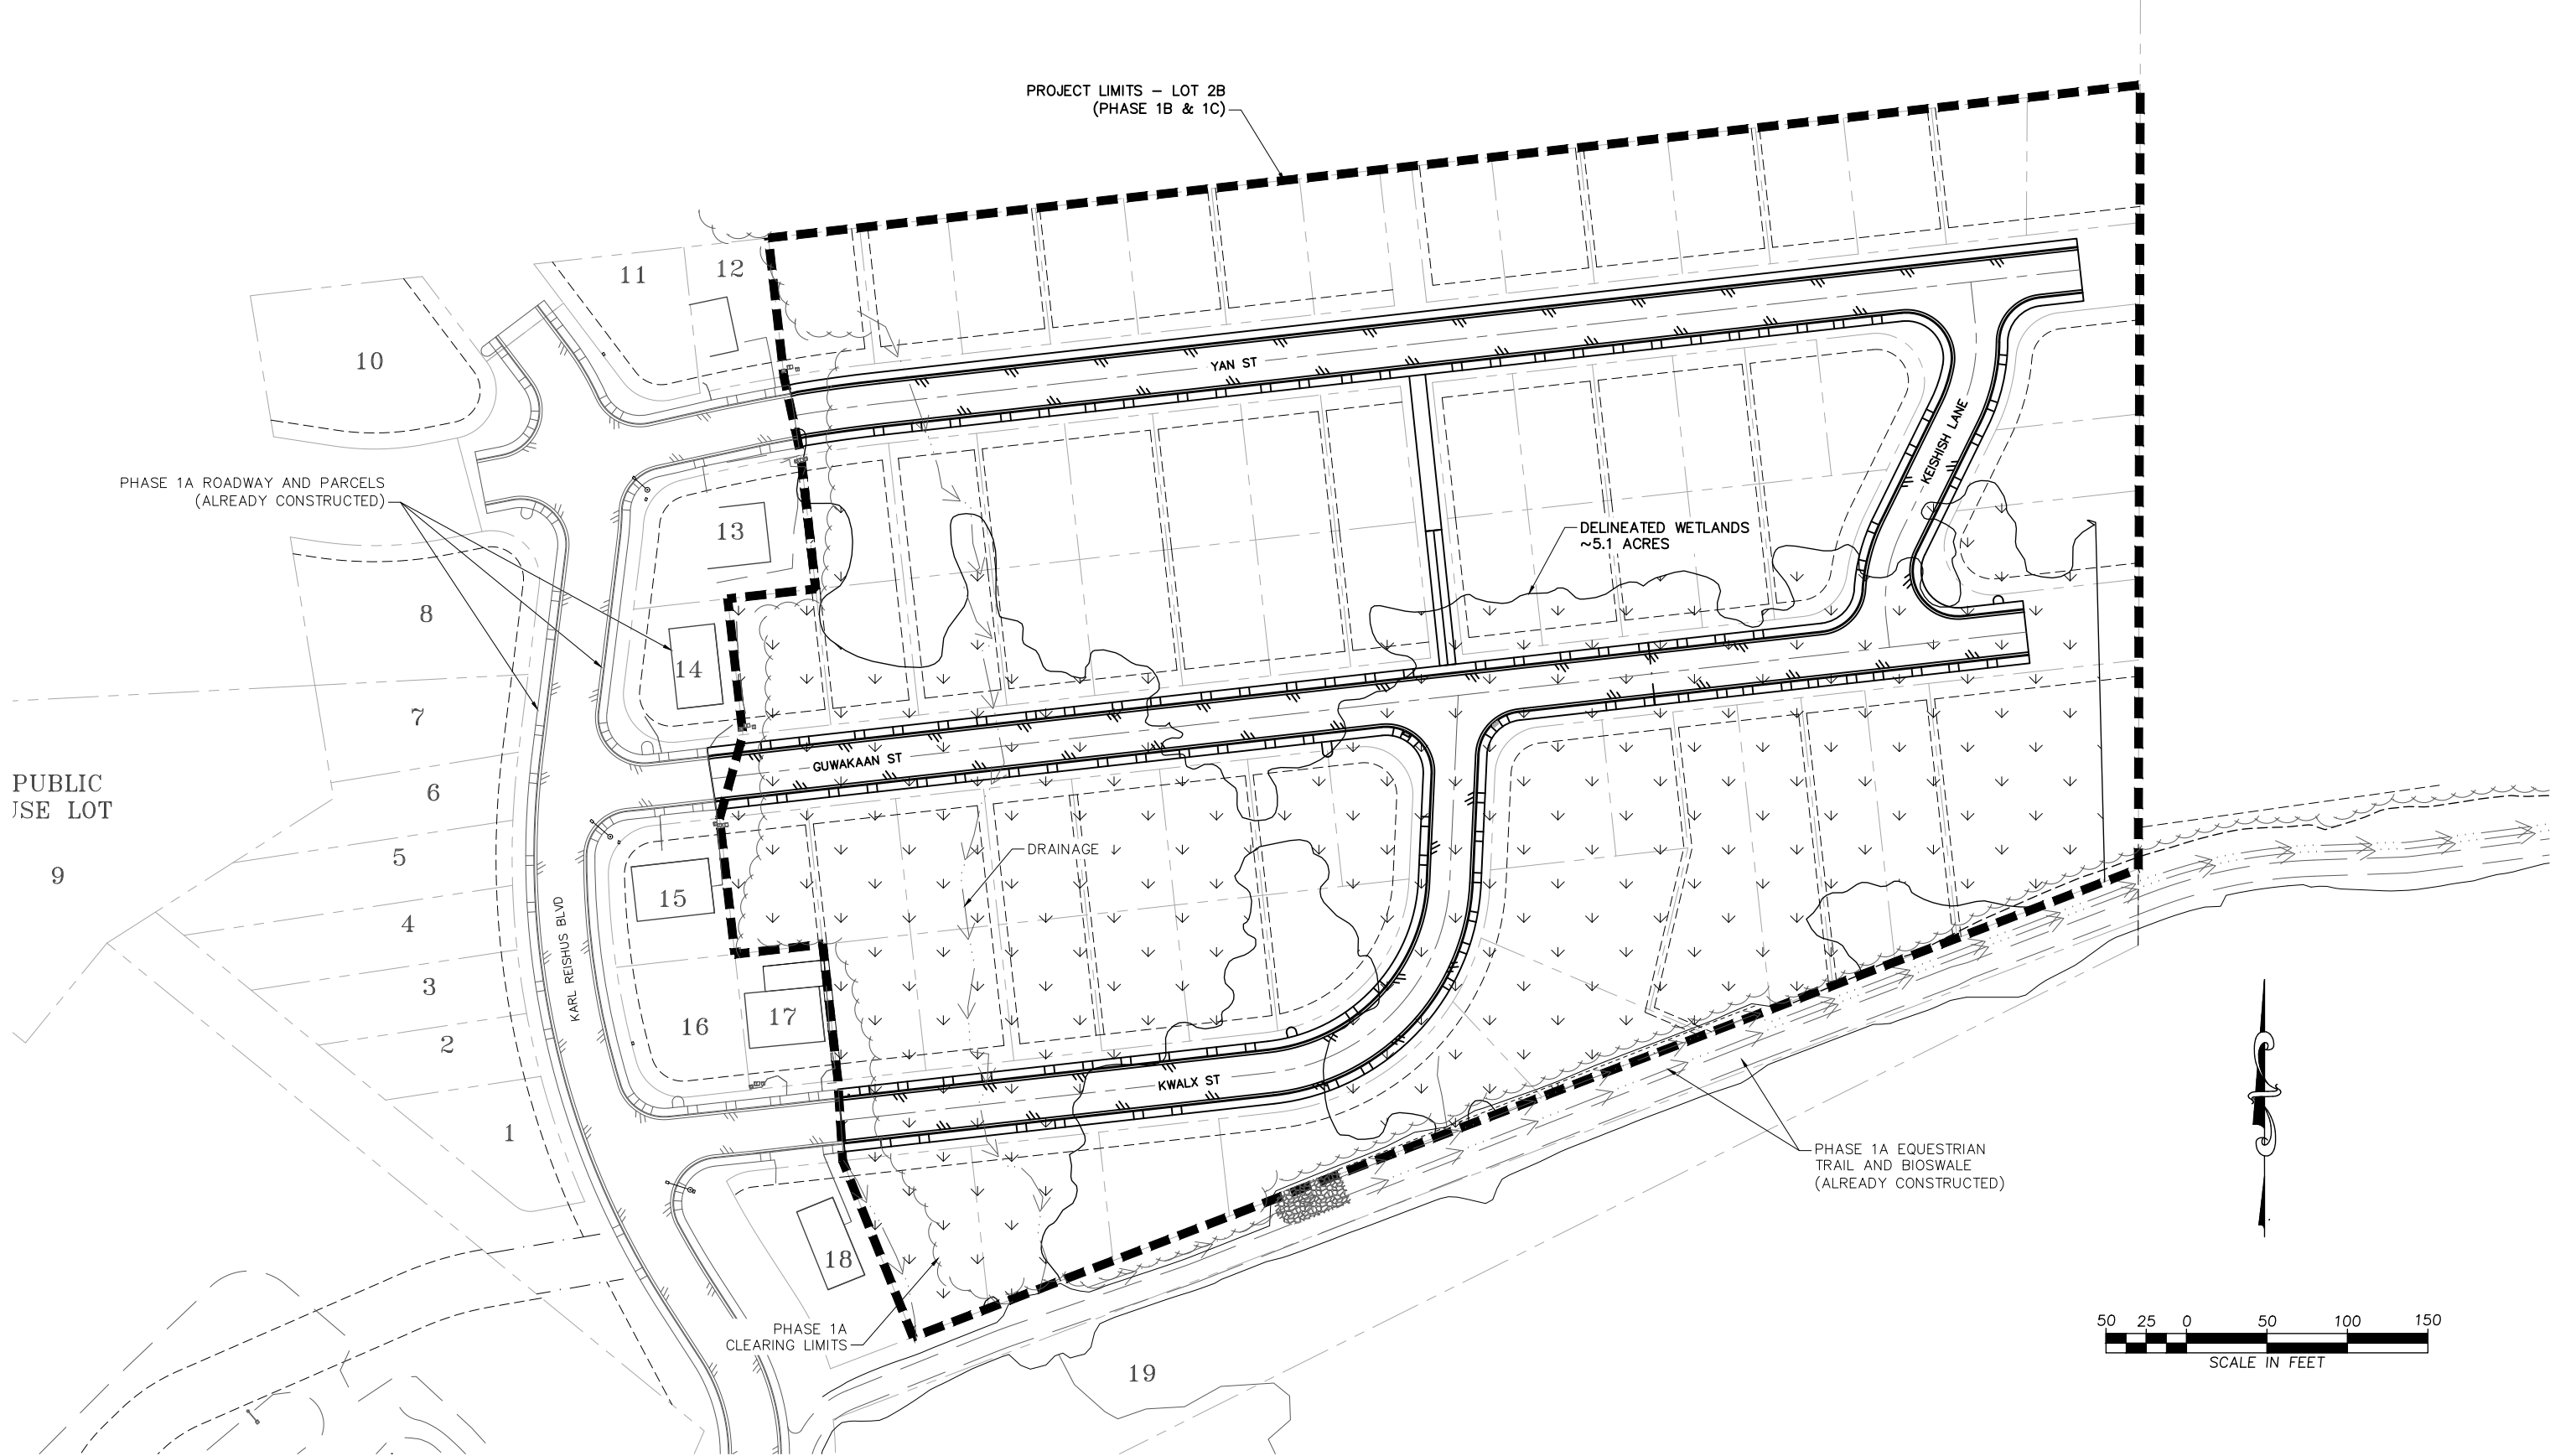 PROJECT LIMITS – LOT 2B
(PHASE 1B & 1C)
11
12
10
YAN ST
KEISHISH LANE
PHASE 1A ROADWAY AND PARCELS
(ALREADY CONSTRUCTED)
13
DELINEATED WETLANDS
~5.1 ACRES
8
14
7
GUWAKAAN ST
PUBLIC
USE LOT
6
5
9
DRAINAGE
15
4
KARL REISHUS BLVD
3
16
17
2
KWALX ST
1
PHASE 1A EQUESTRIAN
TRAIL AND BIOSWALE
(ALREADY CONSTRUCTED)
18
PHASE 1A
CLEARING LIMITS
19
50 25 0 50 100 150
SCALE IN FEET